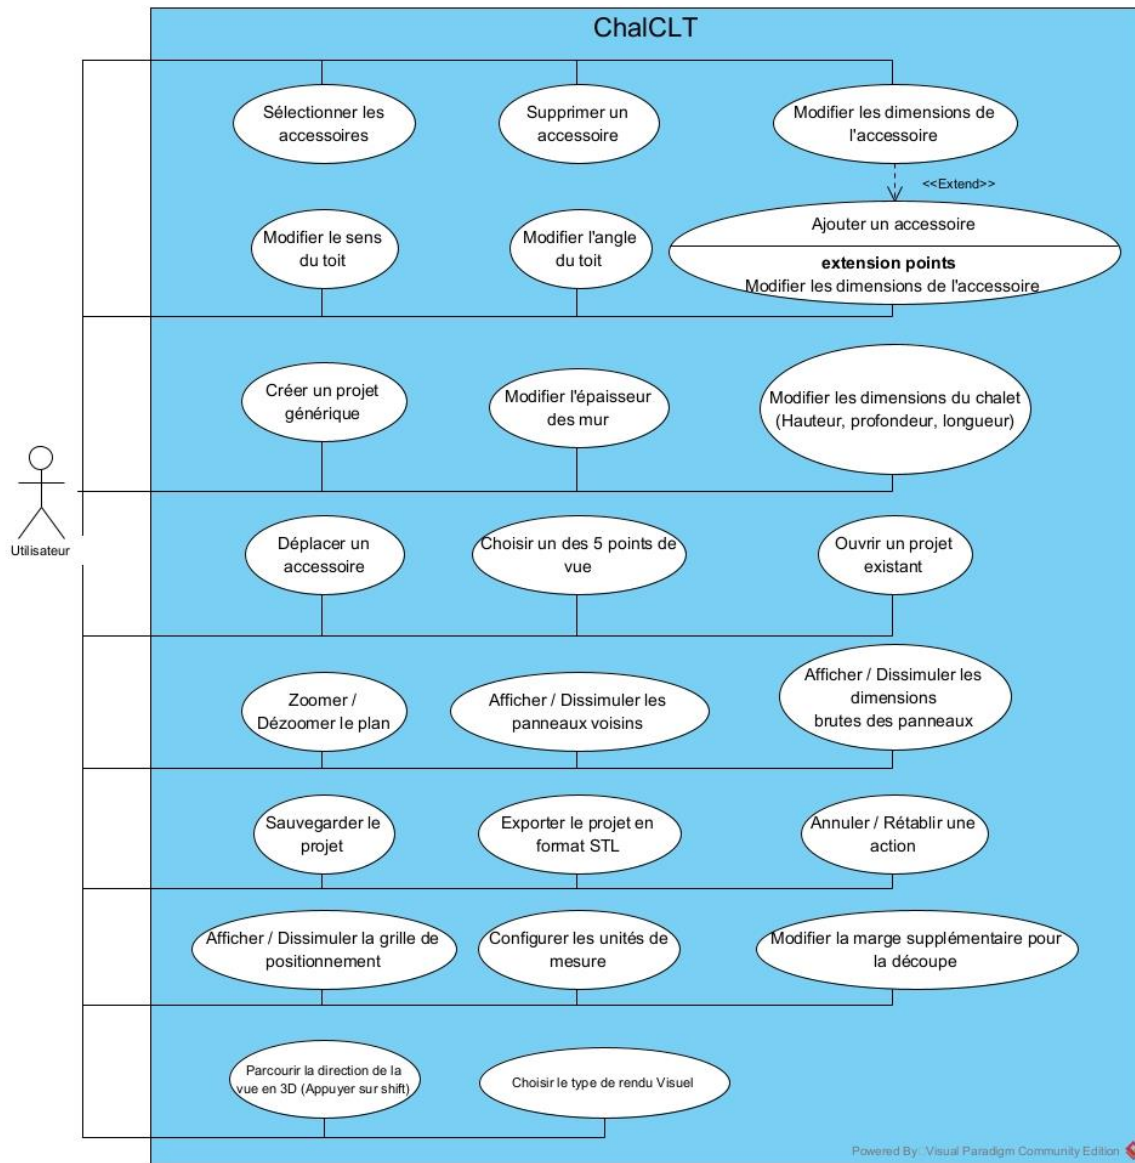 ChalCLT
Sélectionner les
accessoires
Supprimer un
accessoire
Modifier les dimensions de
l'accessoire
<<Extend>>
Modifier le sens
du toit
Modifier l'angle
du toit
Ajouter un accessoire
extension points
Modifier les dimensions de l'accessoire
Créer un projet
générique
Modifier l'épaisseur
des mur
Modifier les dimensions du chalet
(Hauteur, profondeur, longueur)
Utilisateur
Déplacer un
accessoire
Choisir un des 5 points de
vue
Ouvrir un projet
existant
Zoomer /
Dézoomer le plan
Afficher / Dissimuler les
panneaux voisins
Afficher / Dissimuler les
dimensions
brutes des panneaux
Sauvegarder le
projet
Exporter le projet en
format STL
Annuler / Rétablir une
action
Afficher / Dissimuler la grille de
positionnement
Configurer les unités de
mesure
Modifier la marge supplémentaire pour
la découpe
Parcourir la direction de la
vue en 3D (Appuyer sur shift)
Choisir le type de rendu Visuel
Powered By: Visual Paradigm Community Edition